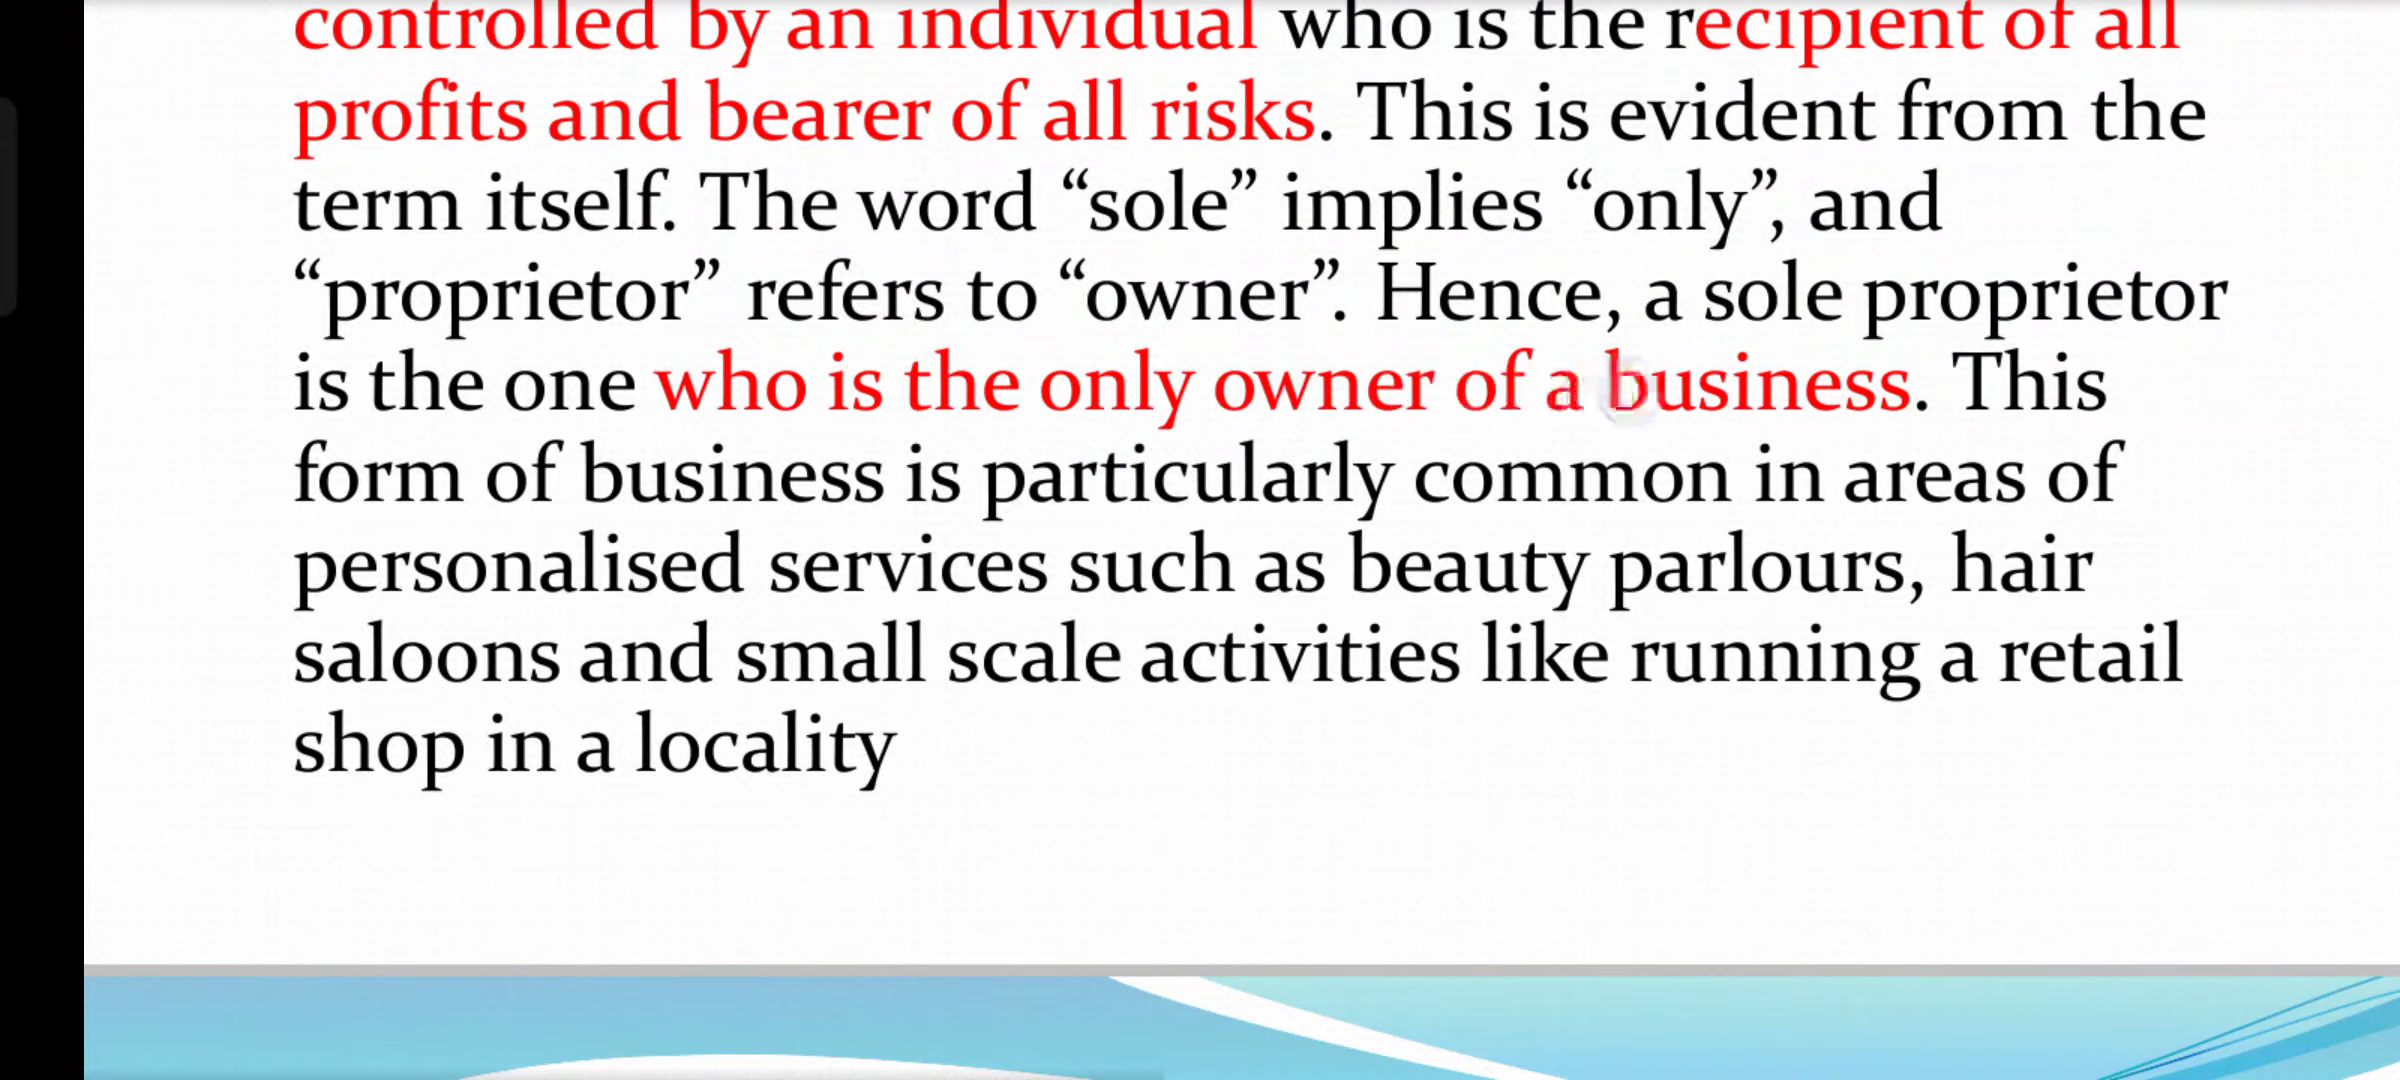 controlled by an individual who is the recipient of all
profits and bearer of all risks. This is evident from the
term itself. The word “sole” implies “only”, and
“proprietor” refers to “owner”. Hence, a sole proprietor
is the one who is the only owner of a business. This
form of business is particularly common in areas of
personalised services such as beauty parlours, hair
saloons and small scale activities like running a retail
shop in a locality